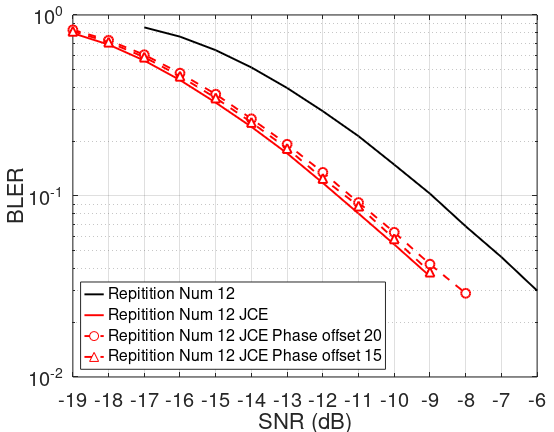 10^0
10^-1
10^-2
BLER
Repitition Num 12
Repitition Num 12 JCE
Repitition Num 12 JCE Phase offset 20
Repitition Num 12 JCE Phase offset 15
-19 -18 -17 -16 -15 -14 -13 -12 -11 -10 -9 -8 -7 -6
SNR (dB)